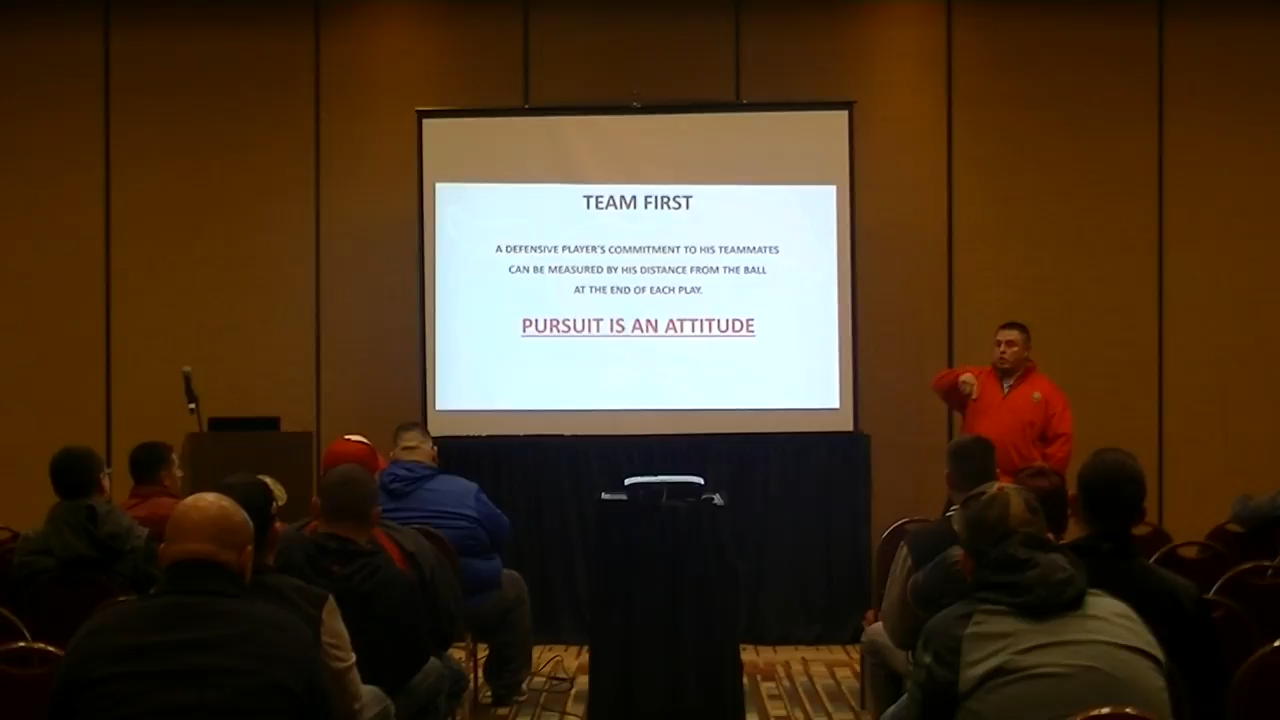 TEAM FIRST
A DEFENSIVE PLAYER'S COMMITMENT TO HIS TEAMMATES
CAN BE MEASURED BY HIS DISTANCE FROM THE BALL
AT THE END OF EACH PLAY.
PURSUIT IS AN ATTITUDE